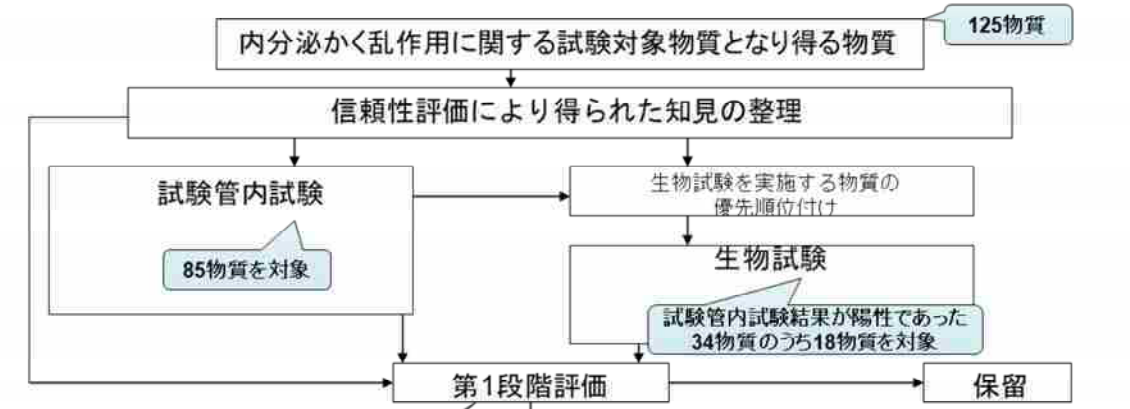 125物質
内分泌かく乱作用に関する試験対象物質となり得る物質
信頼性評価により得られた知見の整理
試験管内試験
85物質を対象
生物試験を実施する物質の
優先順位付け
生物試験
試験管内試験結果が陽性であった
34物質のうち18物質を対象
第1段階評価
保留